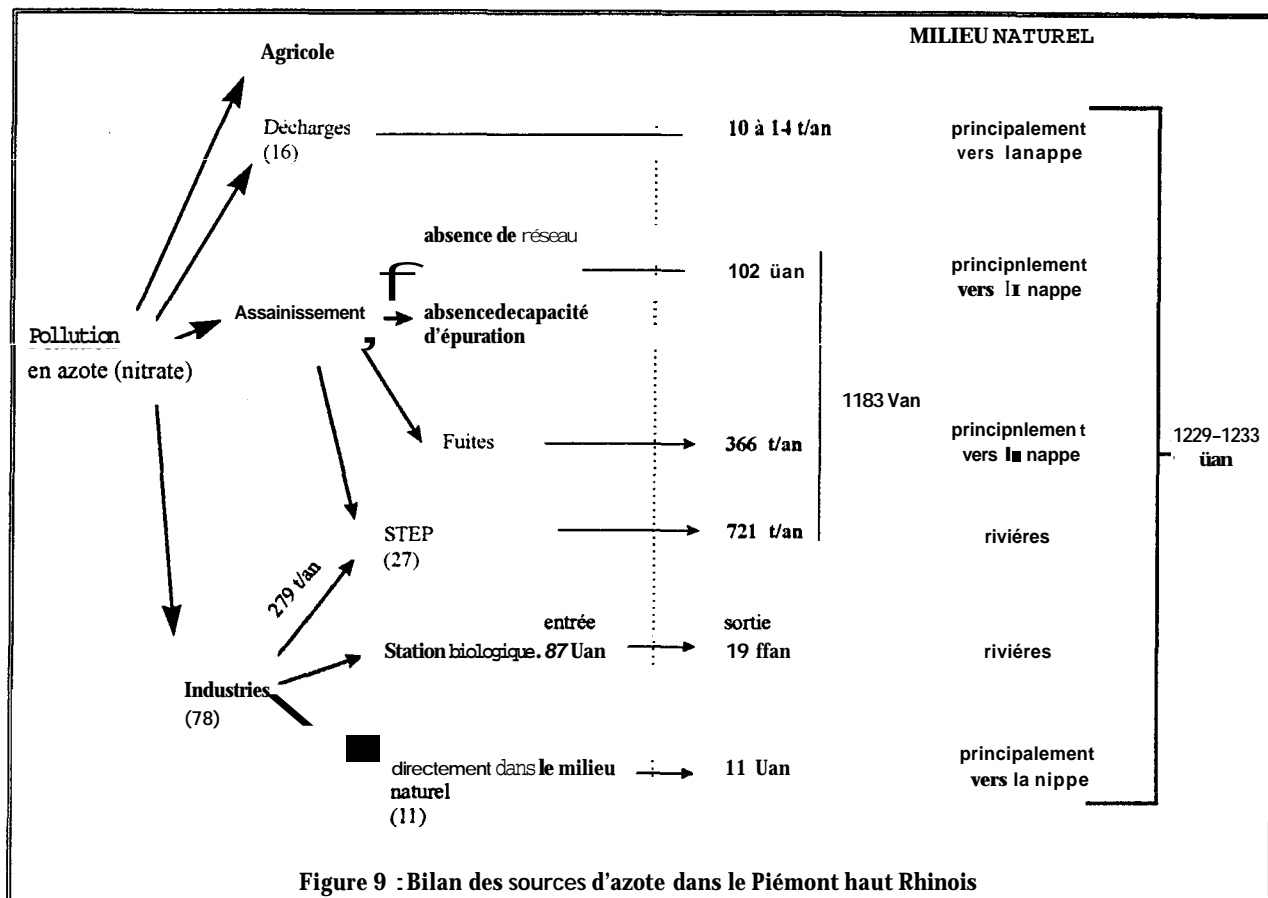 MILIEU NATUREL
Agricole
Décharges
(16)
10 à 14 t/an
principalement
vers lanappe
absence de réseau
102 üan
principnlement
vers Iı nappe
Assainissement
absencedecapacité
d'épuration
Pollution
en azote (nitrate)
1183 Van
Fuites
366 t/an
principnlemen t
vers I■ nappe
1229-1233
üan
STEP
(27)
721 t/an
riviéres
279 t/an
entrée
sortie
Station biologique. 87 Uan
19 ffan
riviéres
Industries
(78)
directement dans le milieu
naturel
(11)
11 Uan
principalement
vers la nippe
Figure 9 : Bilan des sources d'azote dans le Piémont haut Rhinois